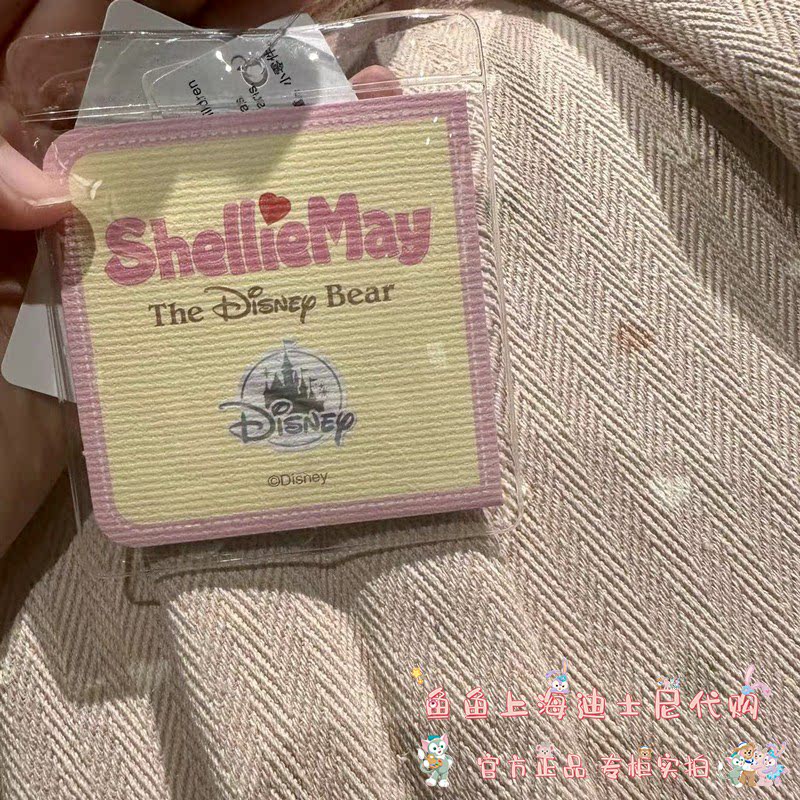 ShellieMay
The Disney Bear
Disney
©Disney
鱼鱼上海迪士尼代购
官方正品 专柜实拍